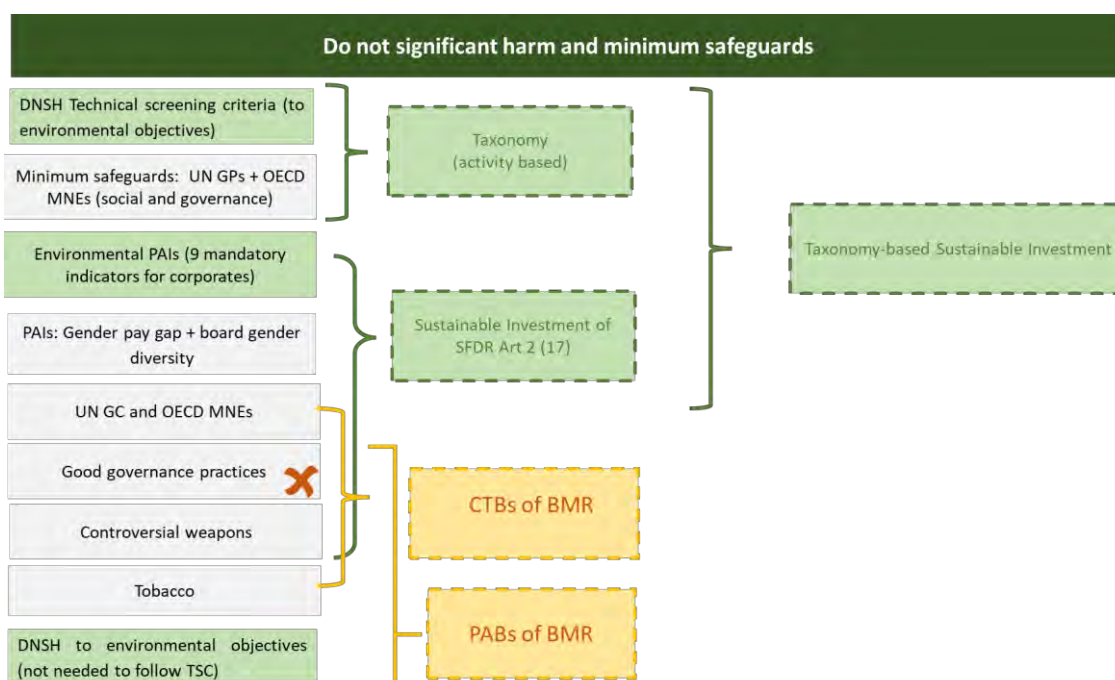 Do not significant harm and minimum safeguards
DNSH Technical screening criteria (to
environmental objectives)
Minimum safeguards: UN GPs + OECD
MNEs (social and governance)
Environmental PAIs (9 mandatory
indicators for corporates)
PAIs: Gender pay gap + board gender
diversity
UN GC and OECD MNEs
Good governance practices
Controversial weapons
Tobacco
DNSH to environmental objectives
(not needed to follow TSC)
Taxonomy
(activity based)
Sustainable Investment of
SFDR Art 2 (17)
CTBs of BMR
PABs of BMR
Taxonomy-based Sustainable Investment